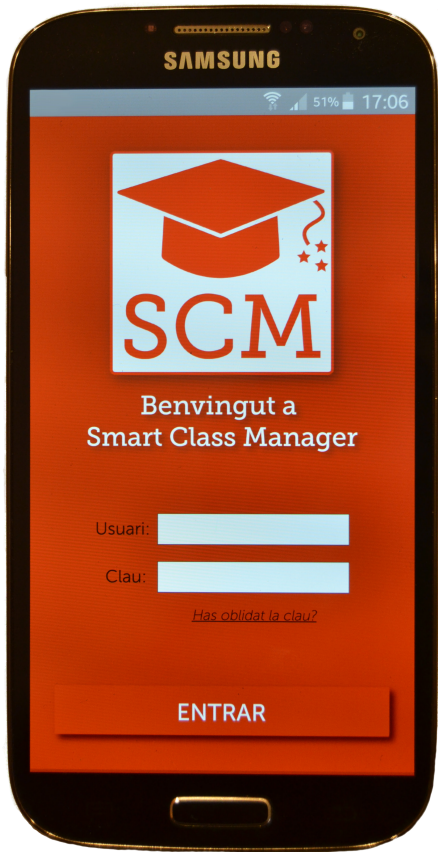 SAMSUNG
51% 17:06
SCM
Benvingut a
Smart Class Manager
Usuari:
Clau:
Has oblidat la clau?
ENTRAR